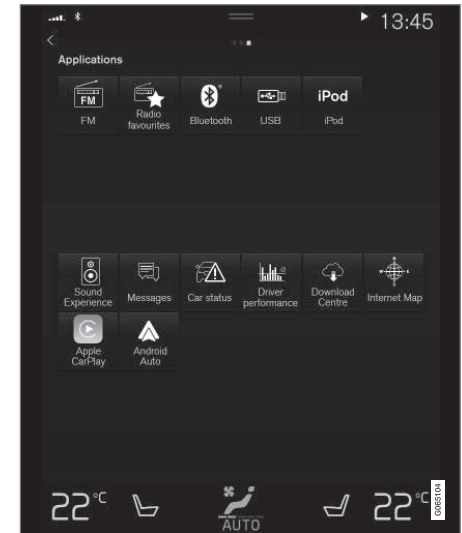 13:45
Applications
FM
iPod
FM
Radio
favourites
Bluetooth
USB
iPod
Sound
Experience
Messages
Car status
Driver
performance
Download
Centre
Internet Map
Apple
CarPlay
Android
Auto
22°C
AUTO
22°C
G065104